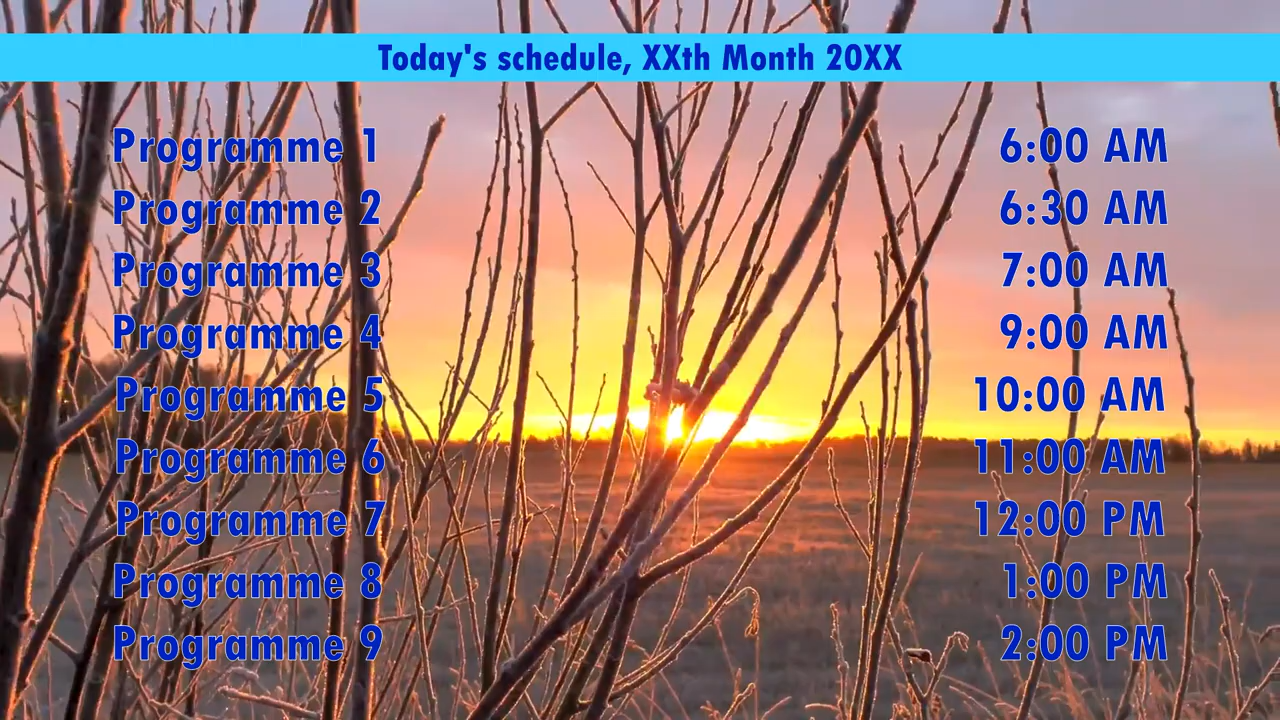 Today's schedule, XXth Month 20XX
Programme 1 6:00 AM
Programme 2 6:30 AM
Programme 3 7:00 AM
Programme 4 9:00 AM
Programme 5 10:00 AM
Programme 6 11:00 AM
Programme 7 12:00 PM
Programme 8 1:00 PM
Programme 9 2:00 PM